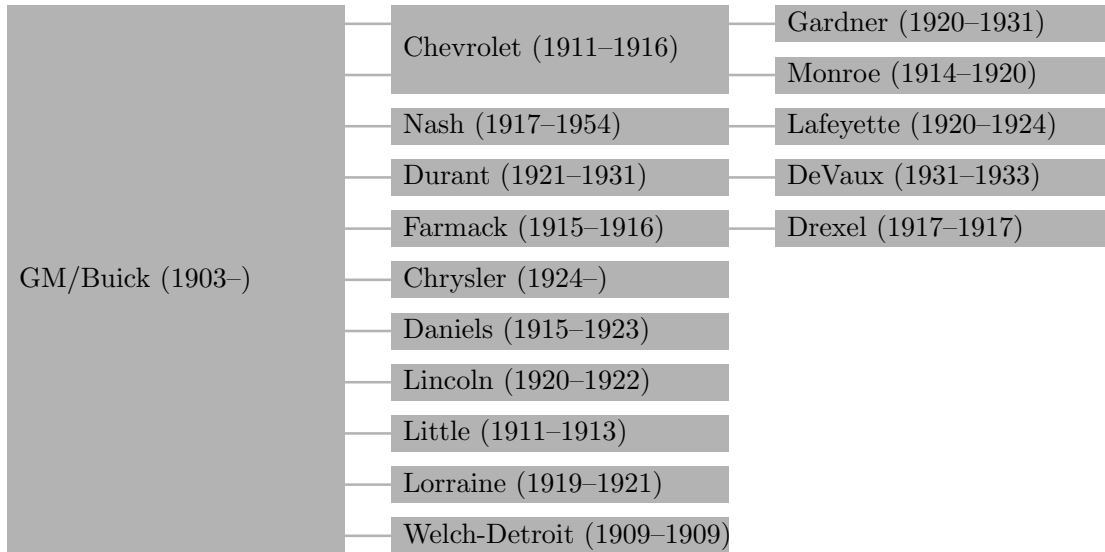 GM/Buick (1903–)
Chevrolet (1911–1916)
Gardner (1920–1931)
Monroe (1914–1920)
Nash (1917–1954)
Lafeyette (1920–1924)
Durant (1921–1931)
DeVaux (1931–1933)
Farmack (1915–1916)
Drexel (1917–1917)
Chrysler (1924–)
Daniels (1915–1923)
Lincoln (1920–1922)
Little (1911–1913)
Lorraine (1919–1921)
Welch-Detroit (1909–1909)